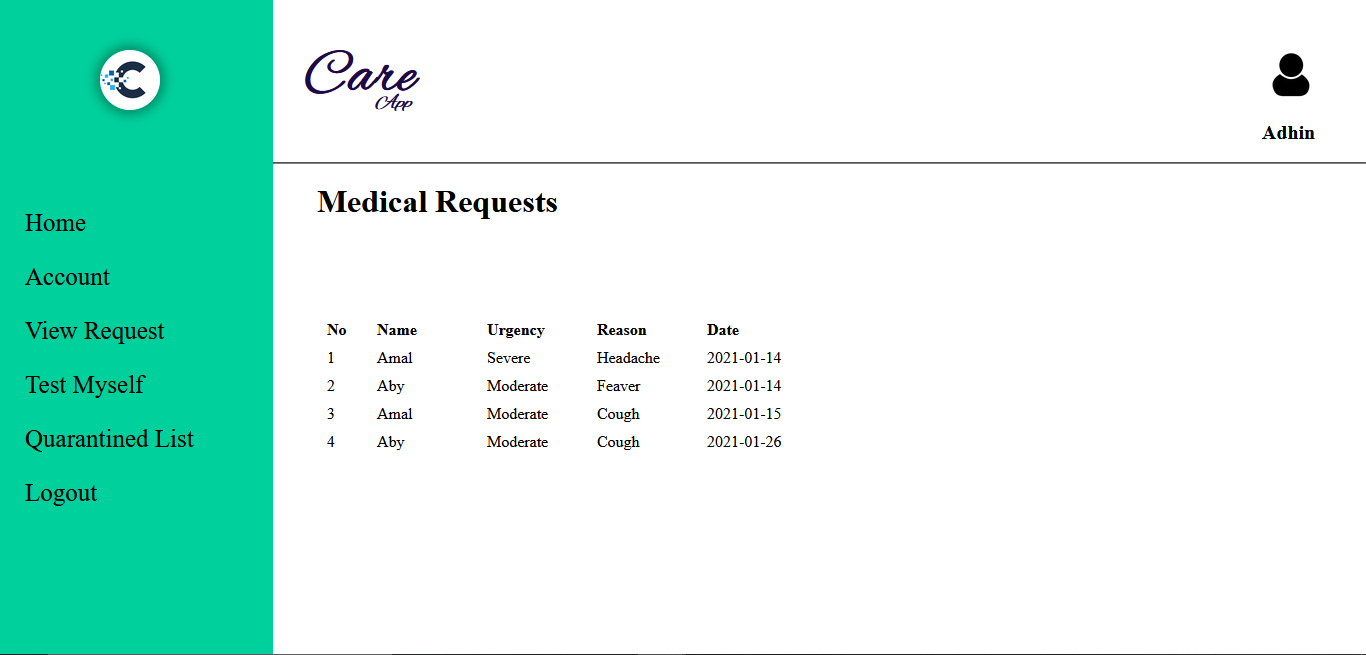 Care
App
Adhin
Home
Account
View Request
Test Myself
Quarantined List
Logout
Medical Requests
No Name Urgency Reason Date
1 Amal Severe Headache 2021-01-14
2 Aby Moderate Feaver 2021-01-14
3 Amal Moderate Cough 2021-01-15
4 Aby Moderate Cough 2021-01-26